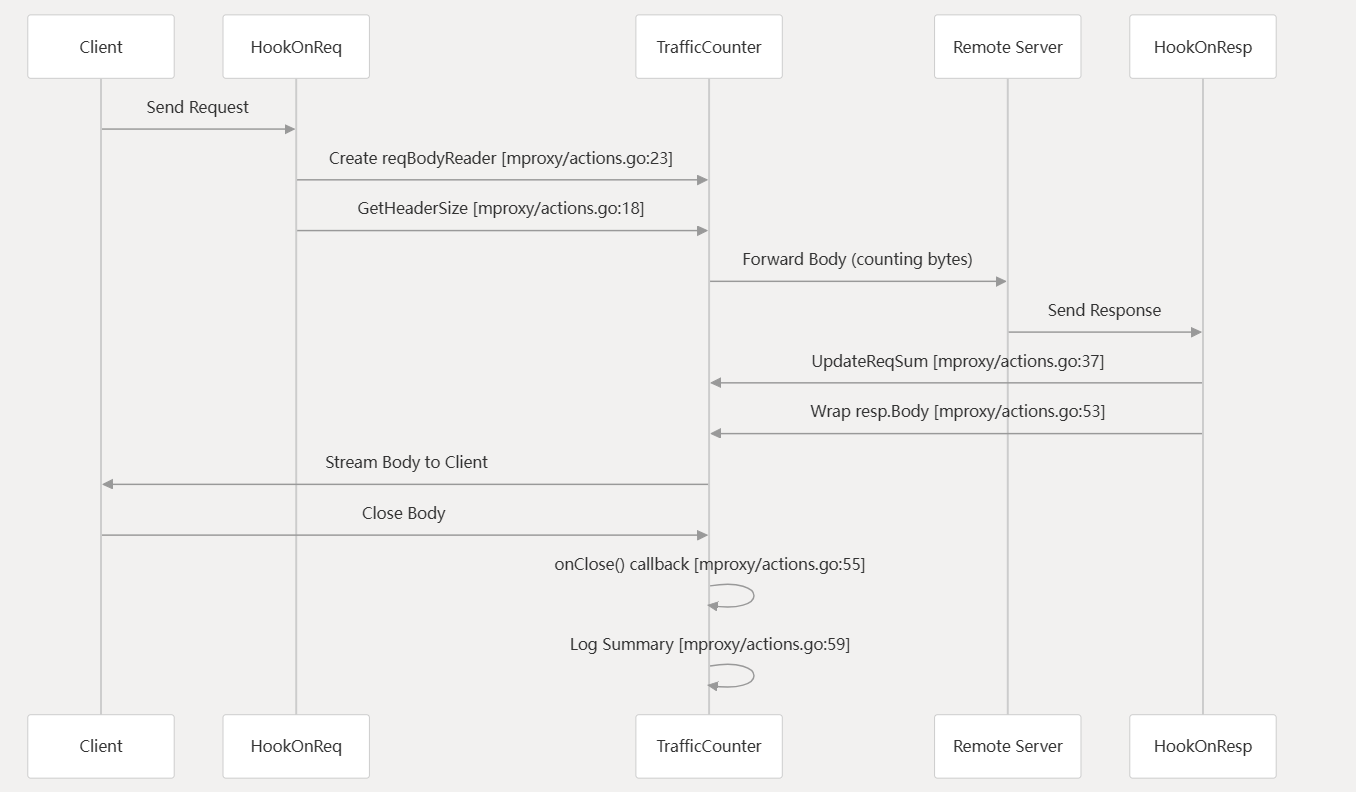 Client
HookOnReq
TrafficCounter
Remote Server
HookOnResp
Send Request
Create reqBodyReader [mproxy/actions.go:23]
GetHeaderSize [mproxy/actions.go:18]
Forward Body (counting bytes)
Send Response
UpdateReqSum [mproxy/actions.go:37]
Wrap resp.Body [mproxy/actions.go:53]
Stream Body to Client
Close Body
onClose() callback [mproxy/actions.go:55]
Log Summary [mproxy/actions.go:59]
Client
HookOnReq
TrafficCounter
Remote Server
HookOnResp